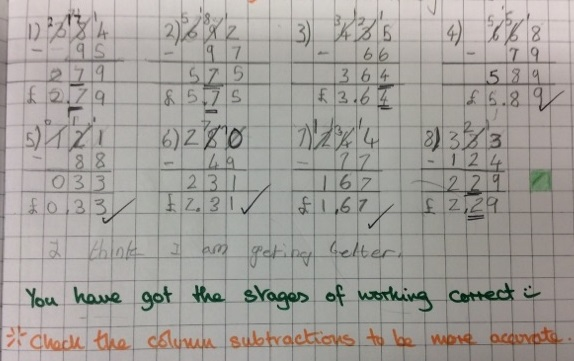 1) 384 2) 692 3) 435 4) 668
- 95 - 97 - 66 - 79
279 575 364 589
£2.79 £5.75 £3.64 £5.89
5) 121 6) 280 7) 244 8) 333
- 88 - 49 - 77 - 124
033 231 167 229
£0.33 £2.31 £1.67 £2.29
I think I am getting better.
You have got the stages of working correct
Check the column subtractions to be more accurate.